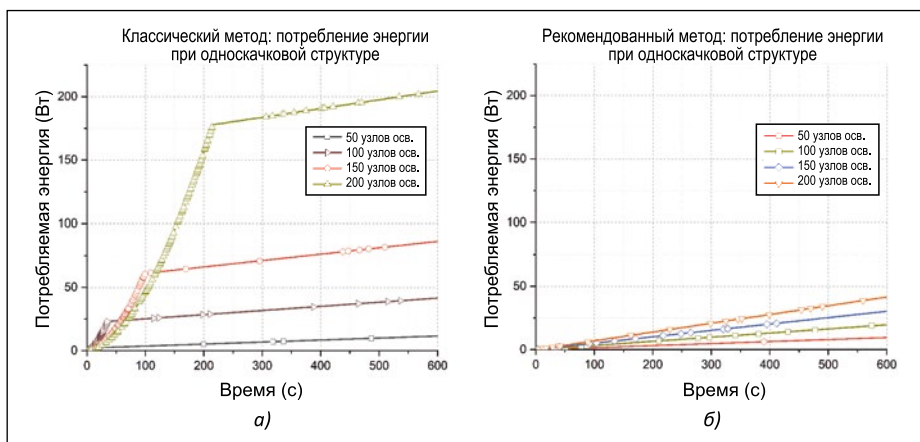 Классический метод: потребление энергии
при односкачковой структуре
Потребляемая энергия (Вт)
200
150
100
50
0
50 узлов осв.
100 узлов осв.
150 узлов осв.
200 узлов осв.
0 100 200 300 400 500 600
Время (с)
а)
Рекомендованный метод: потребление энергии
при односкачковой структуре
Потребляемая энергия (Вт)
200
150
100
50
0
50 узлов осв.
100 узлов осв.
150 узлов осв.
200 узлов осв.
0 100 200 300 400 500 600
Время (с)
б)